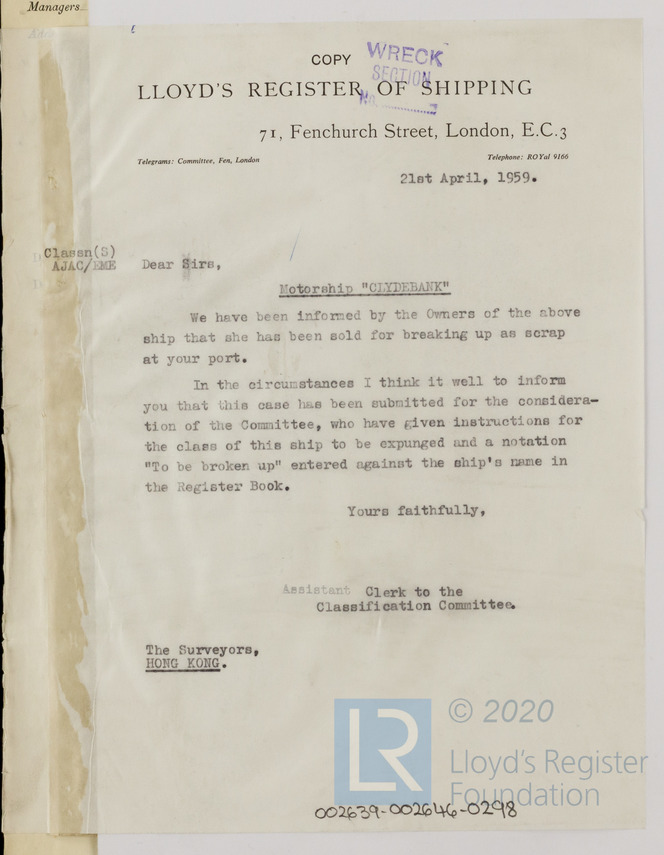 Managers
COPY
WRECK
SECTION
No.
LLOYD'S REGISTER OF SHIPPING
71, Fenchurch Street, London, E.C.3
Telegrams: Committee, Fen, London
Telephone: ROYal 9166
21st April, 1959.
Classn(S)
AJAC/EME
Dear Sirs,
Motorship "CLYDEBANK"
We have been informed by the Owners of the above
ship that she has been sold for breaking up as scrap
at your port.
In the circumstances I think it well to inform
you that this case has been submitted for the considera-
tion of the Committee, who have given instructions for
the class of this ship to be expunged and a notation
"To be broken up" entered against the ship's name in
the Register Book.
Yours faithfully,
Assistant Clerk to the
Classification Committee.
The Surveyors,
HONG KONG.
LR
© 2020
Lloyd's Register
Foundation
002639-002646-0298